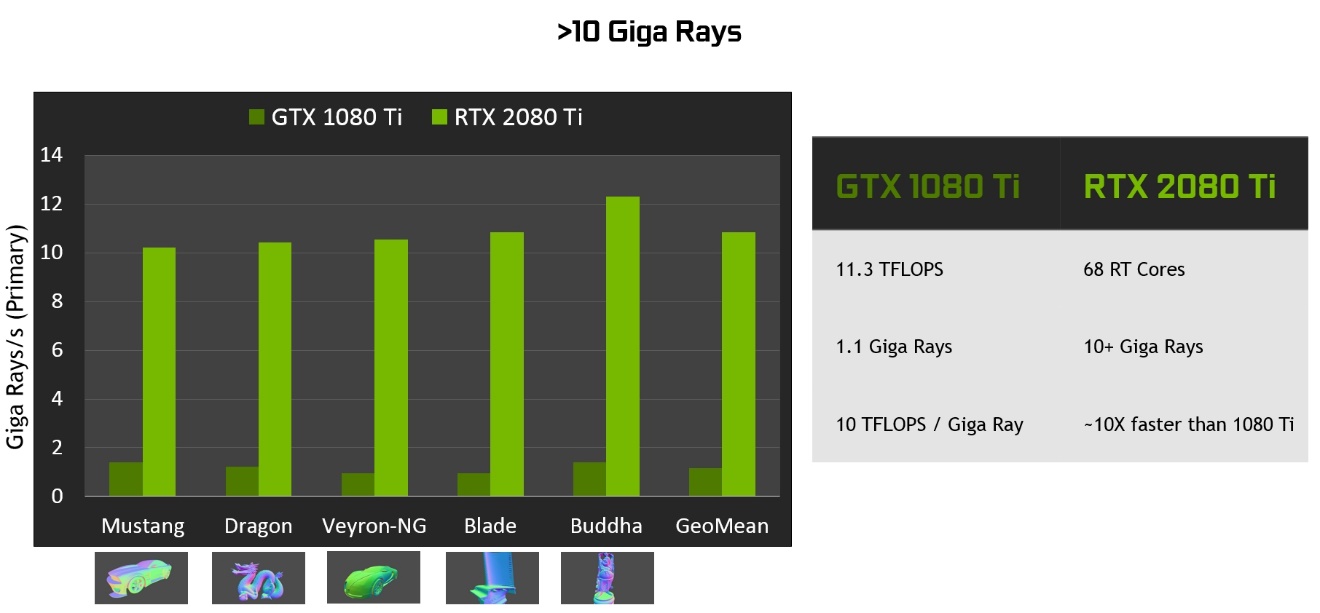 >10 Giga Rays
GTX 1080 Ti RTX 2080 Ti
14
12
10
8
6
4
2
0
Giga Rays/s (Primary)
Mustang Dragon Veyron-NG Blade Buddha GeoMean
GTX 1080 Ti RTX 2080 Ti
11.3 TFLOPS 68 RT Cores
1.1 Giga Rays 10+ Giga Rays
10 TFLOPS / Giga Ray ~10X faster than 1080 Ti